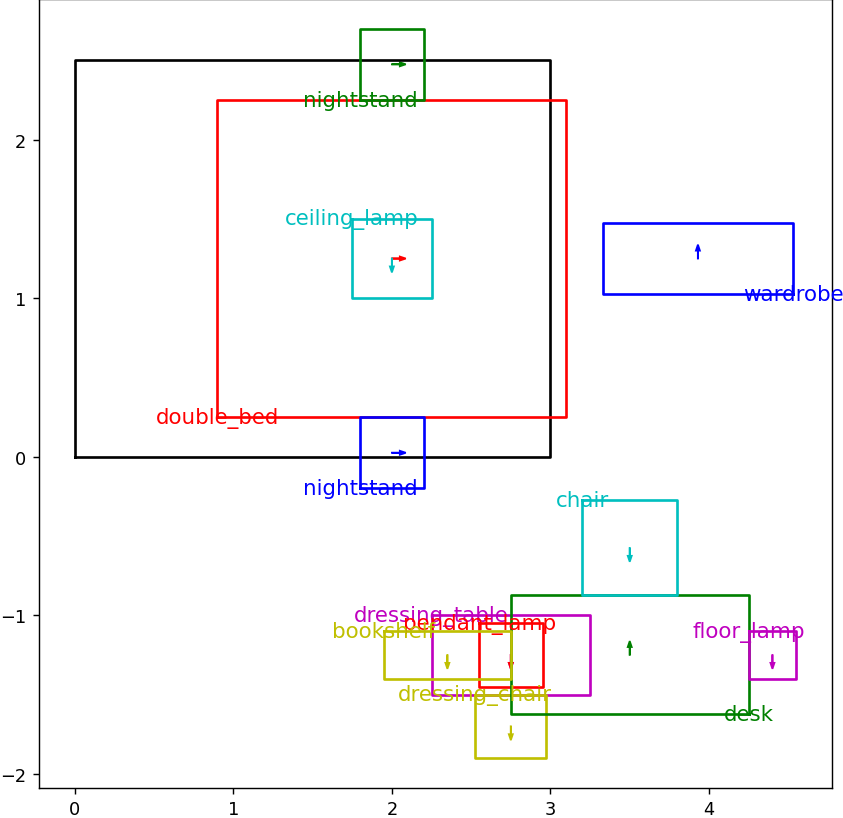 nightstand
2
ceiling_lamp
1
wardrobe
double_bed
0
nightstand
chair
−1
dressing_table
pendant_lamp
bookshelf
floor_lamp
dressing_chair
desk
−2
0 1 2 3 4